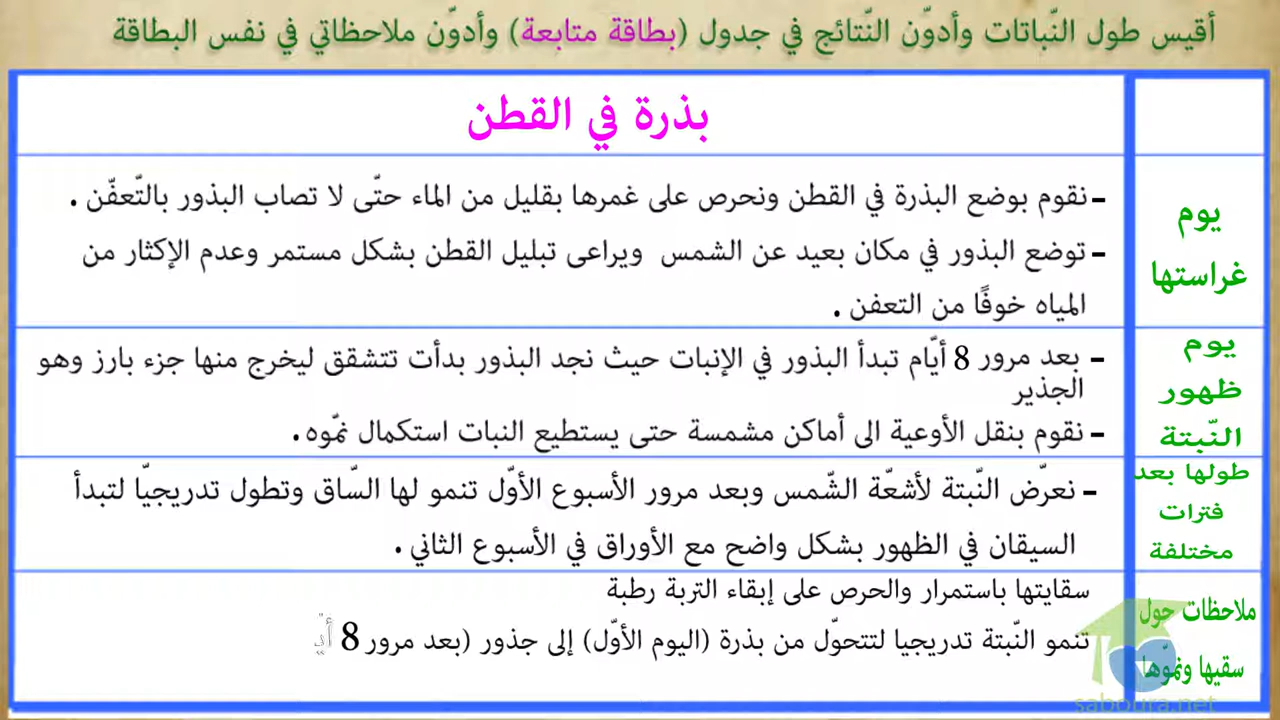 أقيس طول النّباتات وأدوّن النّتائج في جدول (بطاقة متابعة) وأدوّن ملاحظاتي في نفس البطاقة
بذرة في القطن
يوم
غراستها
-نقوم بوضع البذرة في القطن ونحرص على غمرها بقليل من الماء حتّى لا تصاب البذور بالتّعفّن .
-توضع البذور في مكان بعيد عن الشمس ويراعى تبليل القطن بشكل مستمر وعدم الإكثار من
المياه خوفًا من التعفن .
يوم
ظهور
النّبتة
- بعد مرور 8 أيّام تبدأ البذور في الإنبات حيث نجد البذور بدأت تتشقق ليخرج منها جزء بارز وهو
الجذير
- نقوم بنقل الأوعية الى أماكن مشمسة حتى يستطيع النبات استكمال نمّوه.
طولها بعد
فترات
مختلفة
- نعرّض النّبتة لأشعّة الشّمس وبعد مرور الأسبوع الأوّل تنمو لها السّاق وتطول تدريجيّا لتبدأ
السيقان في الظهور بشكل واضح مع الأوراق في الأسبوع الثاني .
ملاحظات حول
سقيها ونموّها
سقايتها باستمرار والحرص على إبقاء التربة رطبة
تنمو النّبتة تدريجيا لتتحوّل من بذرة (اليوم الأوّل) إلى جذور (بعد مرور 8
saboura.net